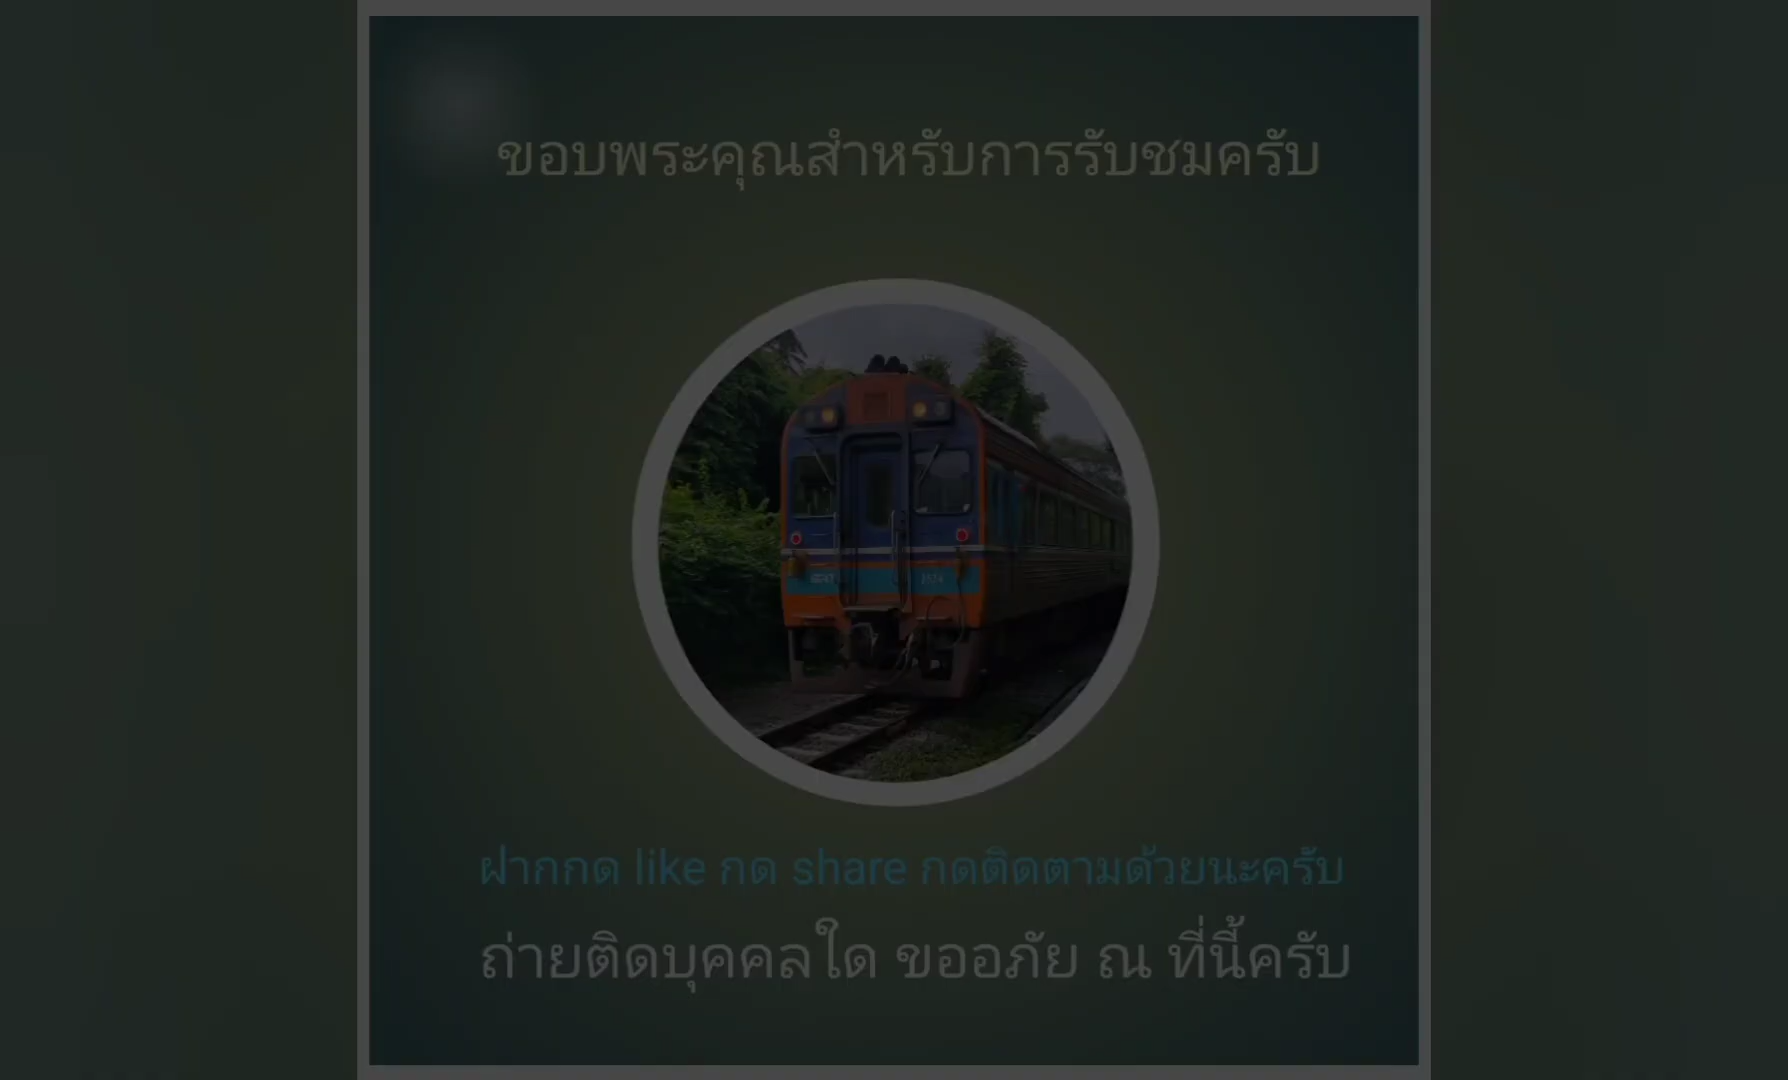 ขอบพระคุณสำหรับการรับชมครับ
ฝากกด like กด share กดติดตามด้วยนะครับ
ถ่ายติดบุคคลใด ขออภัย ณ ที่นี้ครับ